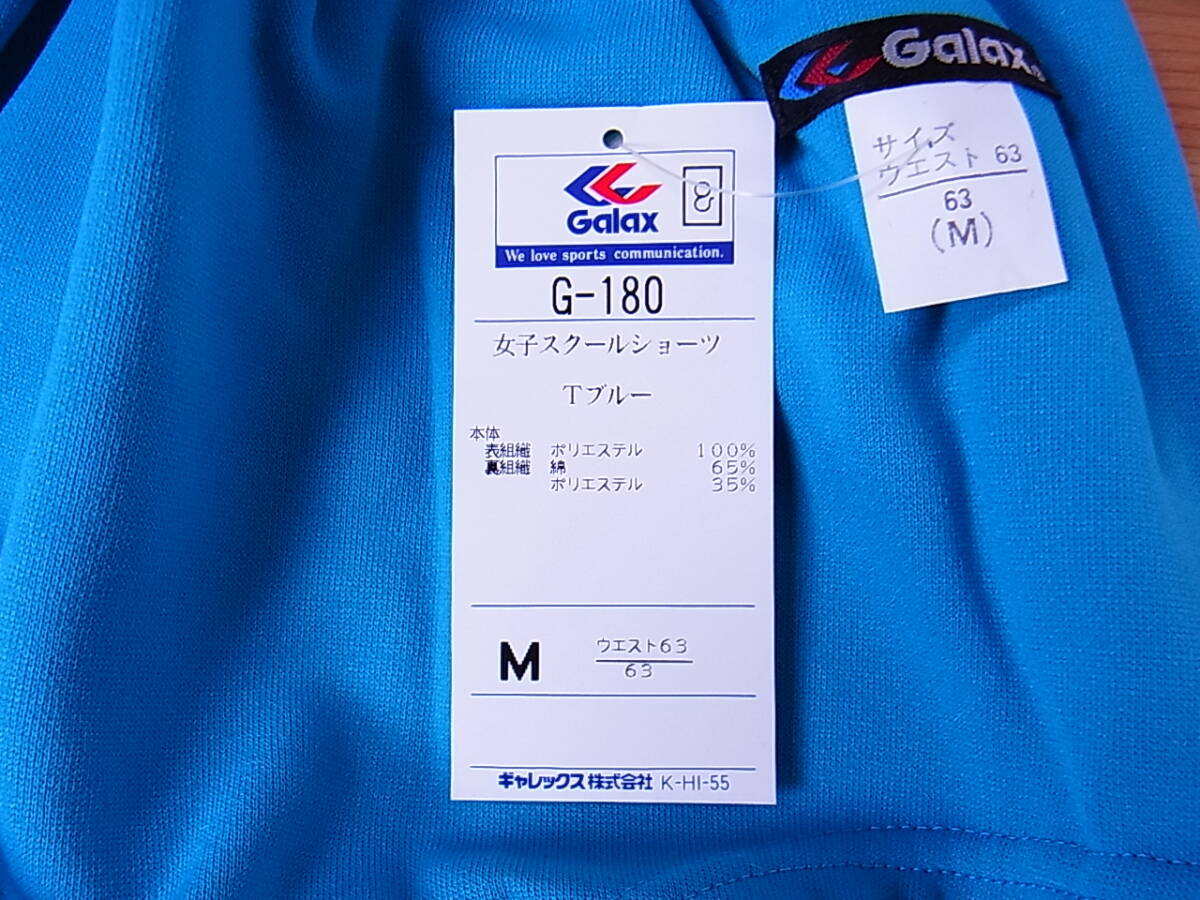 Galax
サイズ
ウエスト 63
63
(M)
Galax
We love sports communication.
G-180
女子スクールショーツ
Tブルー
本体
表組織 ポリエステル 100%
裏組織 綿 65%
ポリエステル 35%
M ウエスト63
63
ギャレックス株式会社 K-HI-55